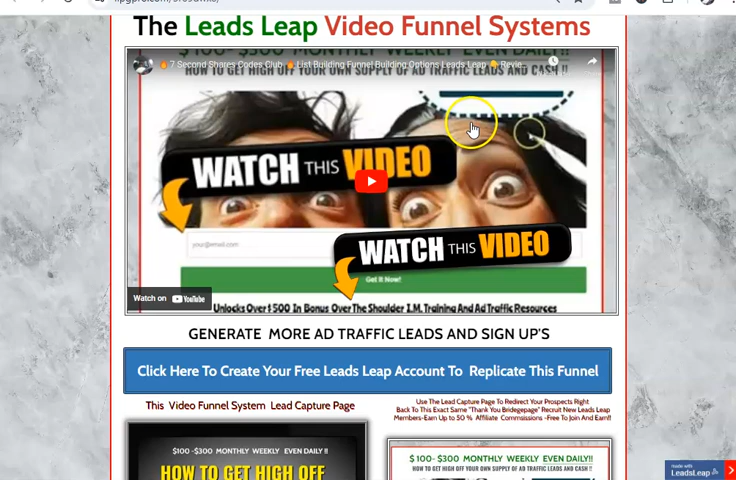 The Leads Leap Video Funnel Systems
$ 100- $300 MONTHLY WEEKLY EVEN DAILY!!
HOW TO GET HIGH OFF YOUR OWN SUPPLY OF AD TRAFFIC LEADS AND CASH !!
7 Second Shares Codes Club List Building Funnel Building Options Leads Leap Revie...
WATCH THIS VIDEO
your@email.com
WATCH THIS VIDEO
Get It Now!
Watch on YouTube
Unlocks Over $500 In Bonus Over The Shoulder I.M. Training And Ad Traffic Resources
GENERATE MORE AD TRAFFIC LEADS AND SIGN UP'S
Click Here To Create Your Free Leads Leap Account To Replicate This Funnel
This Video Funnel System Lead Capture Page
Use The Lead Capture Page To Redirect Your Prospects Right
Back To This Exact Same "Thank You Bridgepage" Recruit New Leads Leap
Members-Earn Up to 50 % Affiliate Commsissions -Free To Join And Earn!!
$100 -$300 MONTHLY WEEKLY EVEN DAILY !!
HOW TO GET HIGH OFF
$ 100- $300 MONTHLY WEEKLY EVEN DAILY!!
HOW TO GET HIGH OFF YOUR OWN SUPPLY OF AD TRAFFIC LEADS AND CASH !!
made with
LeadsLeap